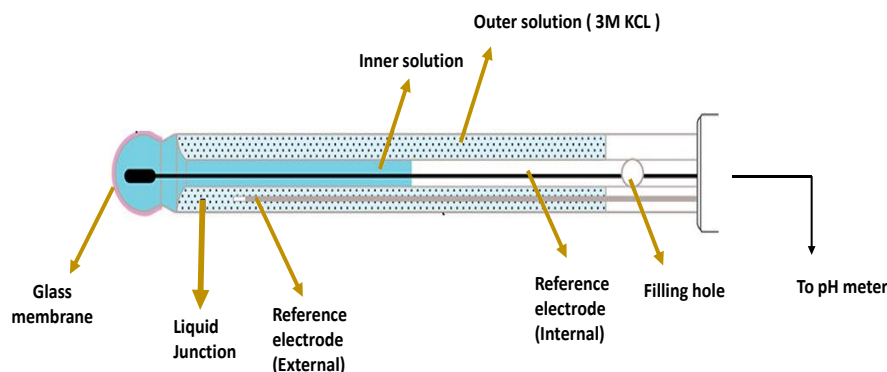 Outer solution ( 3M KCL )
Inner solution
Glass
membrane
Liquid
Junction
Reference
electrode
(External)
Reference
electrode
(Internal)
Filling hole
To pH meter